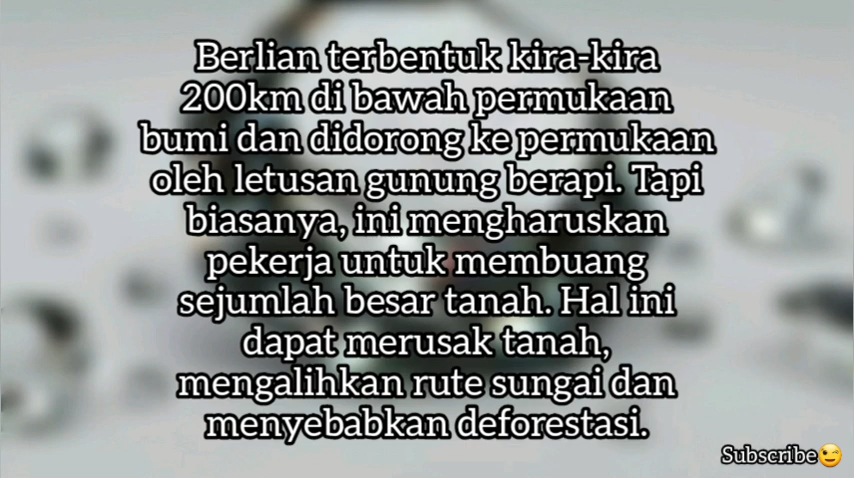 Berlian terbentuk kira-kira
200km di bawah permukaan
bumi dan didorong ke permukaan
oleh letusan gunung berapi. Tapi
biasanya, ini mengharuskan
pekerja untuk membuang
sejumlah besar tanah. Hal ini
dapat merusak tanah,
mengalihkan rute sungai dan
menyebabkan deforestasi.
Subscribe😉